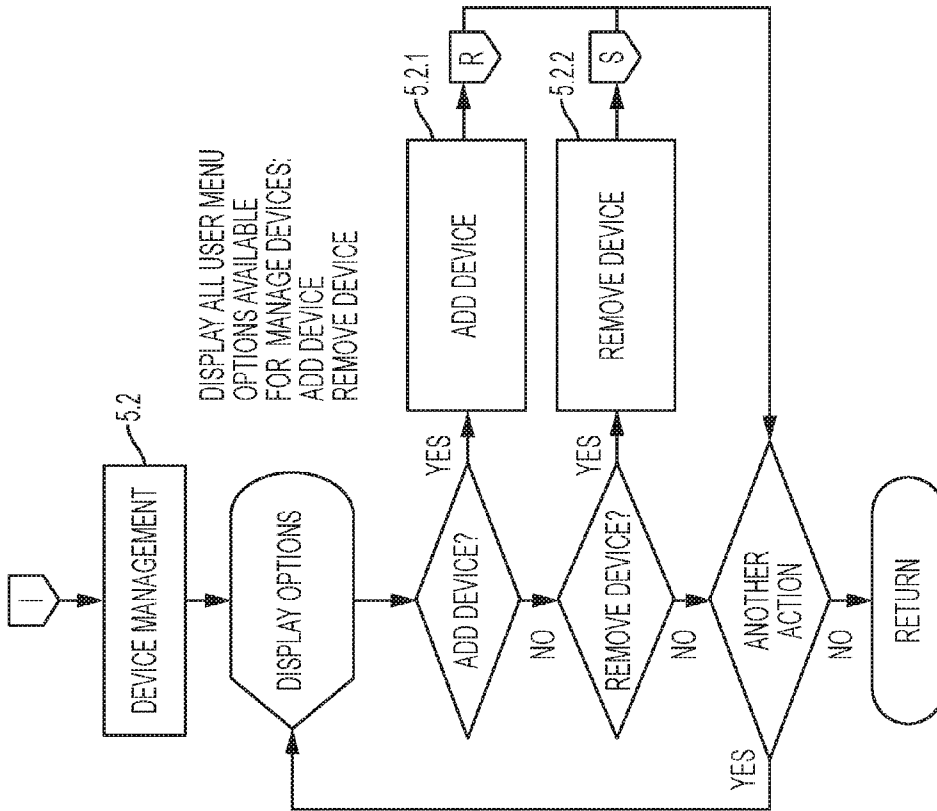 I
DEVICE MANAGEMENT
5.2
DISPLAY OPTIONS
DISPLAY ALL USER MENU
OPTIONS AVAILABLE
FOR MANAGE DEVICES:
ADD DEVICE
REMOVE DEVICE
ADD DEVICE?
YES
ADD DEVICE
5.2.1
R
NO
REMOVE DEVICE?
YES
REMOVE DEVICE
5.2.2
S
NO
ANOTHER
ACTION
YES
NO
RETURN